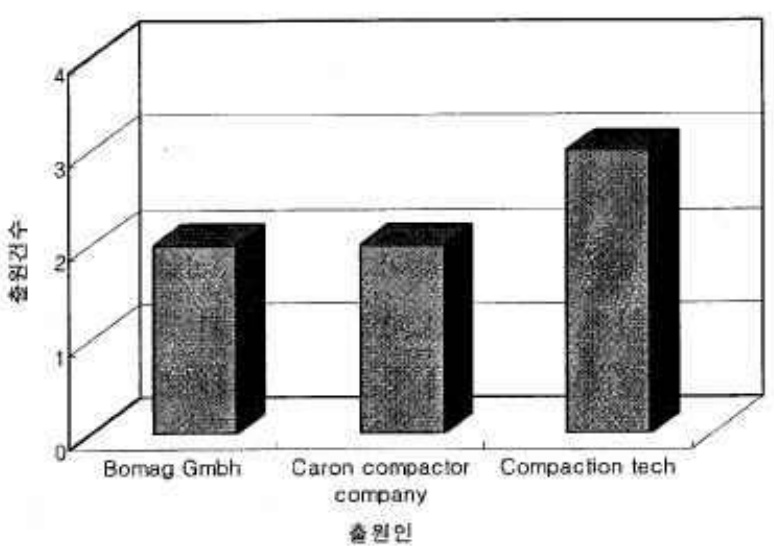 4
3
2
1
0
출원건수
Bomag Gmbh
Caron compactor
company
Compaction tech
출원인